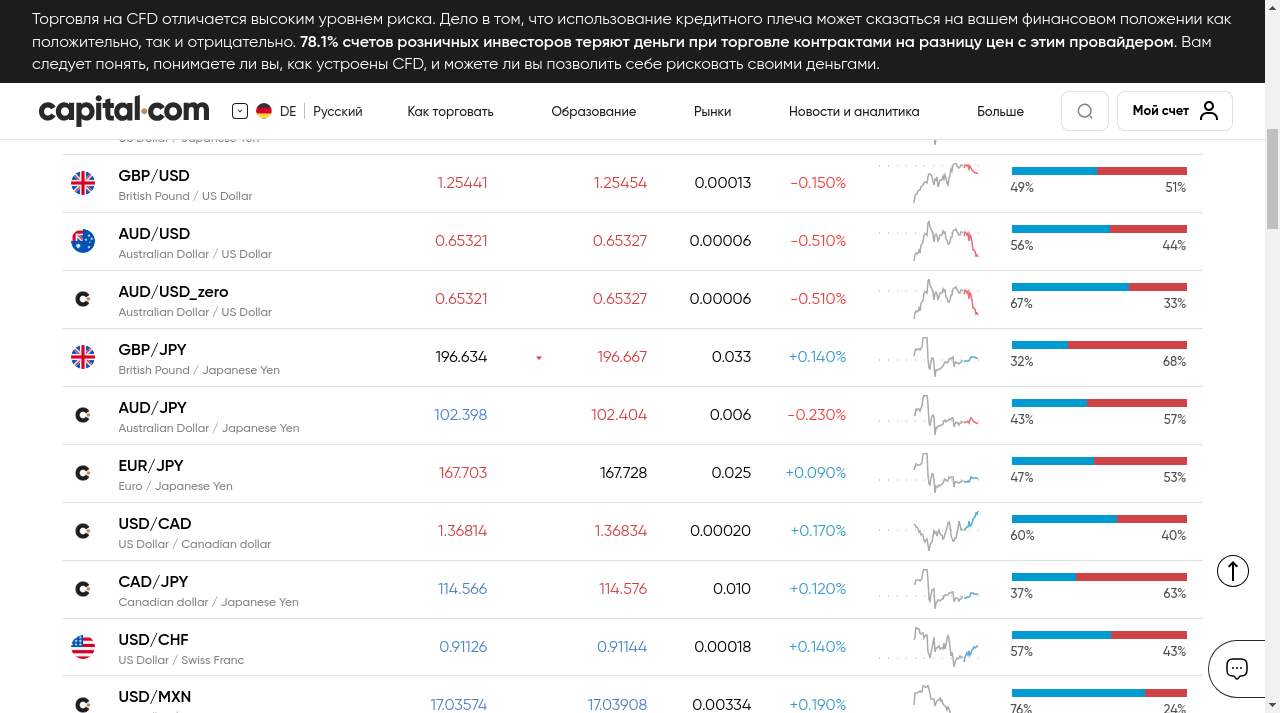 Торговля на CFD отличается высоким уровнем риска. Дело в том, что использование кредитного плеча может сказаться на вашем финансовом положении как
положительно, так и отрицательно. 78.1% счетов розничных инвесторов теряют деньги при торговле контрактами на разницу цен с этим провайдером. Вам
следует понять, понимаете ли вы, как устроены CFD, и можете ли вы позволить себе рисковать своими деньгами.
capital.com DE Русский Как торговать Образование Рынки Новости и аналитика Больше Мой счет
US Dollar / Japanese Yen
GBP/USD 1.25441 1.25454 0.00013 -0.150% 49% 51%
British Pound / US Dollar
AUD/USD 0.65321 0.65327 0.00006 -0.510% 56% 44%
Australian Dollar / US Dollar
AUD/USD_zero 0.65321 0.65327 0.00006 -0.510% 67% 33%
Australian Dollar / US Dollar
GBP/JPY 196.634 196.667 0.033 +0.140% 32% 68%
British Pound / Japanese Yen
AUD/JPY 102.398 102.404 0.006 -0.230% 43% 57%
Australian Dollar / Japanese Yen
EUR/JPY 167.703 167.728 0.025 +0.090% 47% 53%
Euro / Japanese Yen
USD/CAD 1.36814 1.36834 0.00020 +0.170% 60% 40%
US Dollar / Canadian dollar
CAD/JPY 114.566 114.576 0.010 +0.120% 37% 63%
Canadian dollar / Japanese Yen
USD/CHF 0.91126 0.91144 0.00018 +0.140% 57% 43%
US Dollar / Swiss Franc
USD/MXN 17.03574 17.03908 0.00334 +0.190% 76% 24%